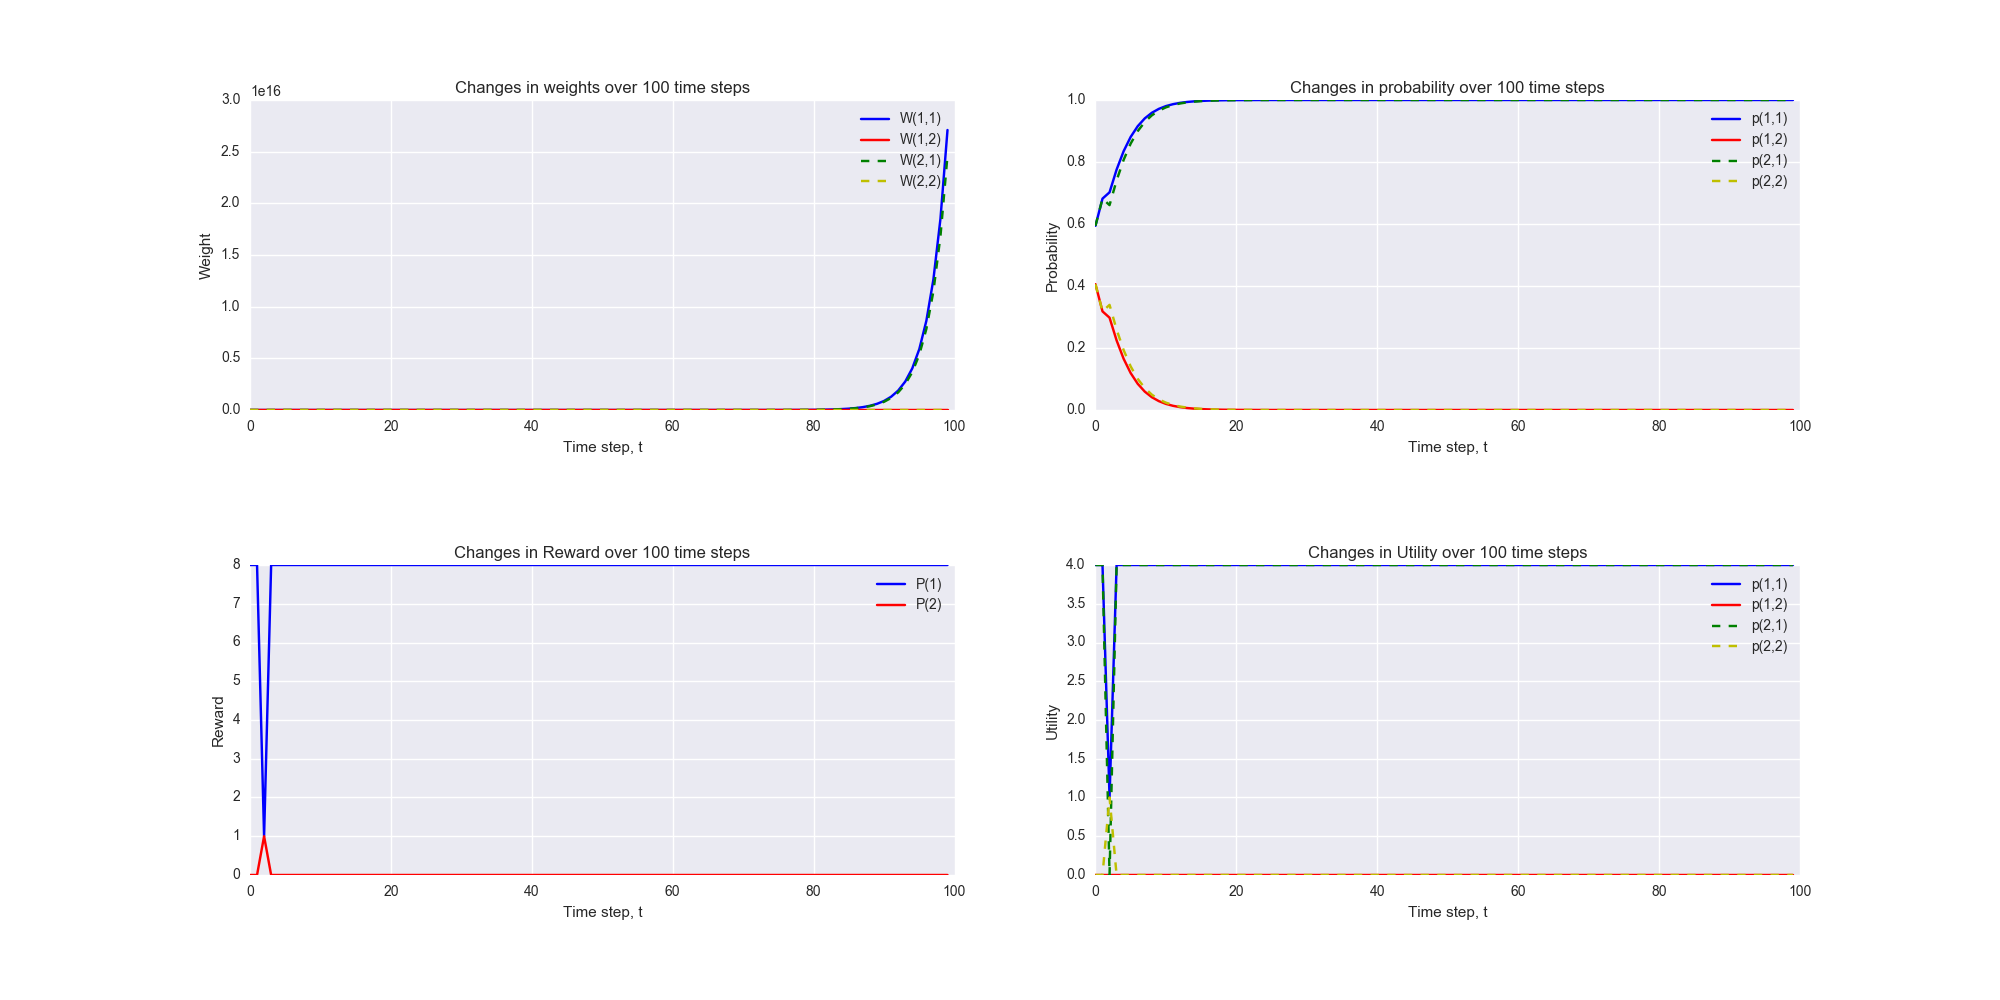 Changes in weights over 100 time steps
1e16
3.0
2.5
2.0
1.5
1.0
0.5
0.0
Weight
0 20 40 60 80 100
Time step, t
W(1,1)
W(1,2)
W(2,1)
W(2,2)
Changes in probability over 100 time steps
1.0
0.8
0.6
0.4
0.2
0.0
Probability
0 20 40 60 80 100
Time step, t
p(1,1)
p(1,2)
p(2,1)
p(2,2)
Changes in Reward over 100 time steps
8
7
6
5
4
3
2
1
0
Reward
0 20 40 60 80 100
Time step, t
P(1)
P(2)
Changes in Utility over 100 time steps
4.0
3.5
3.0
2.5
2.0
1.5
1.0
0.5
0.0
Utility
0 20 40 60 80 100
Time step, t
p(1,1)
p(1,2)
p(2,1)
p(2,2)